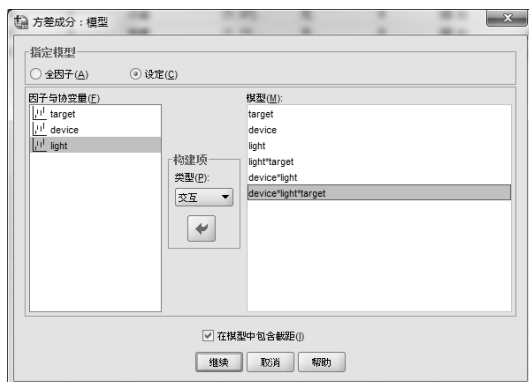 方差成分：模型
指定模型
全因子(A)
设定(C)
因子与协变量(F)
target
device
light
构建项
类型(P):
交互
模型(M):
target
device
light
light*target
device*light
device*light*target
在模型中包含截距(I)
继续
取消
帮助